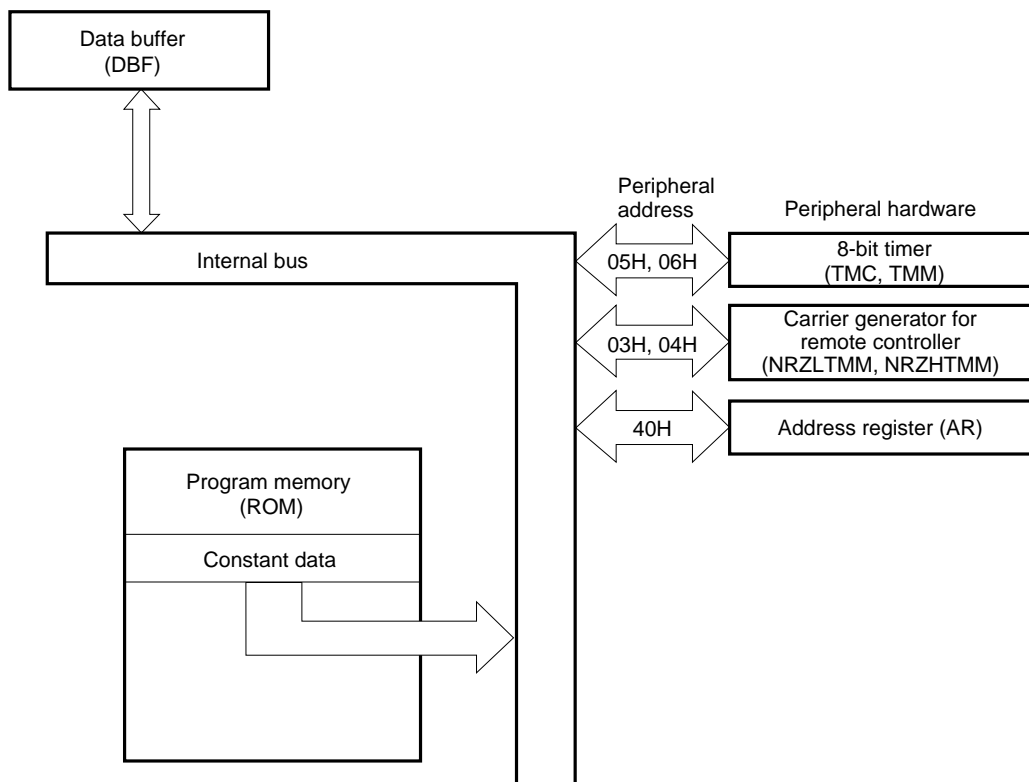 Data buffer
(DBF)
Peripheral
address
Peripheral hardware
Internal bus
05H, 06H
8-bit timer
(TMC, TMM)
03H, 04H
Carrier generator for
remote controller
(NRZLTMM, NRZHTMM)
40H
Address register (AR)
Program memory
(ROM)
Constant data